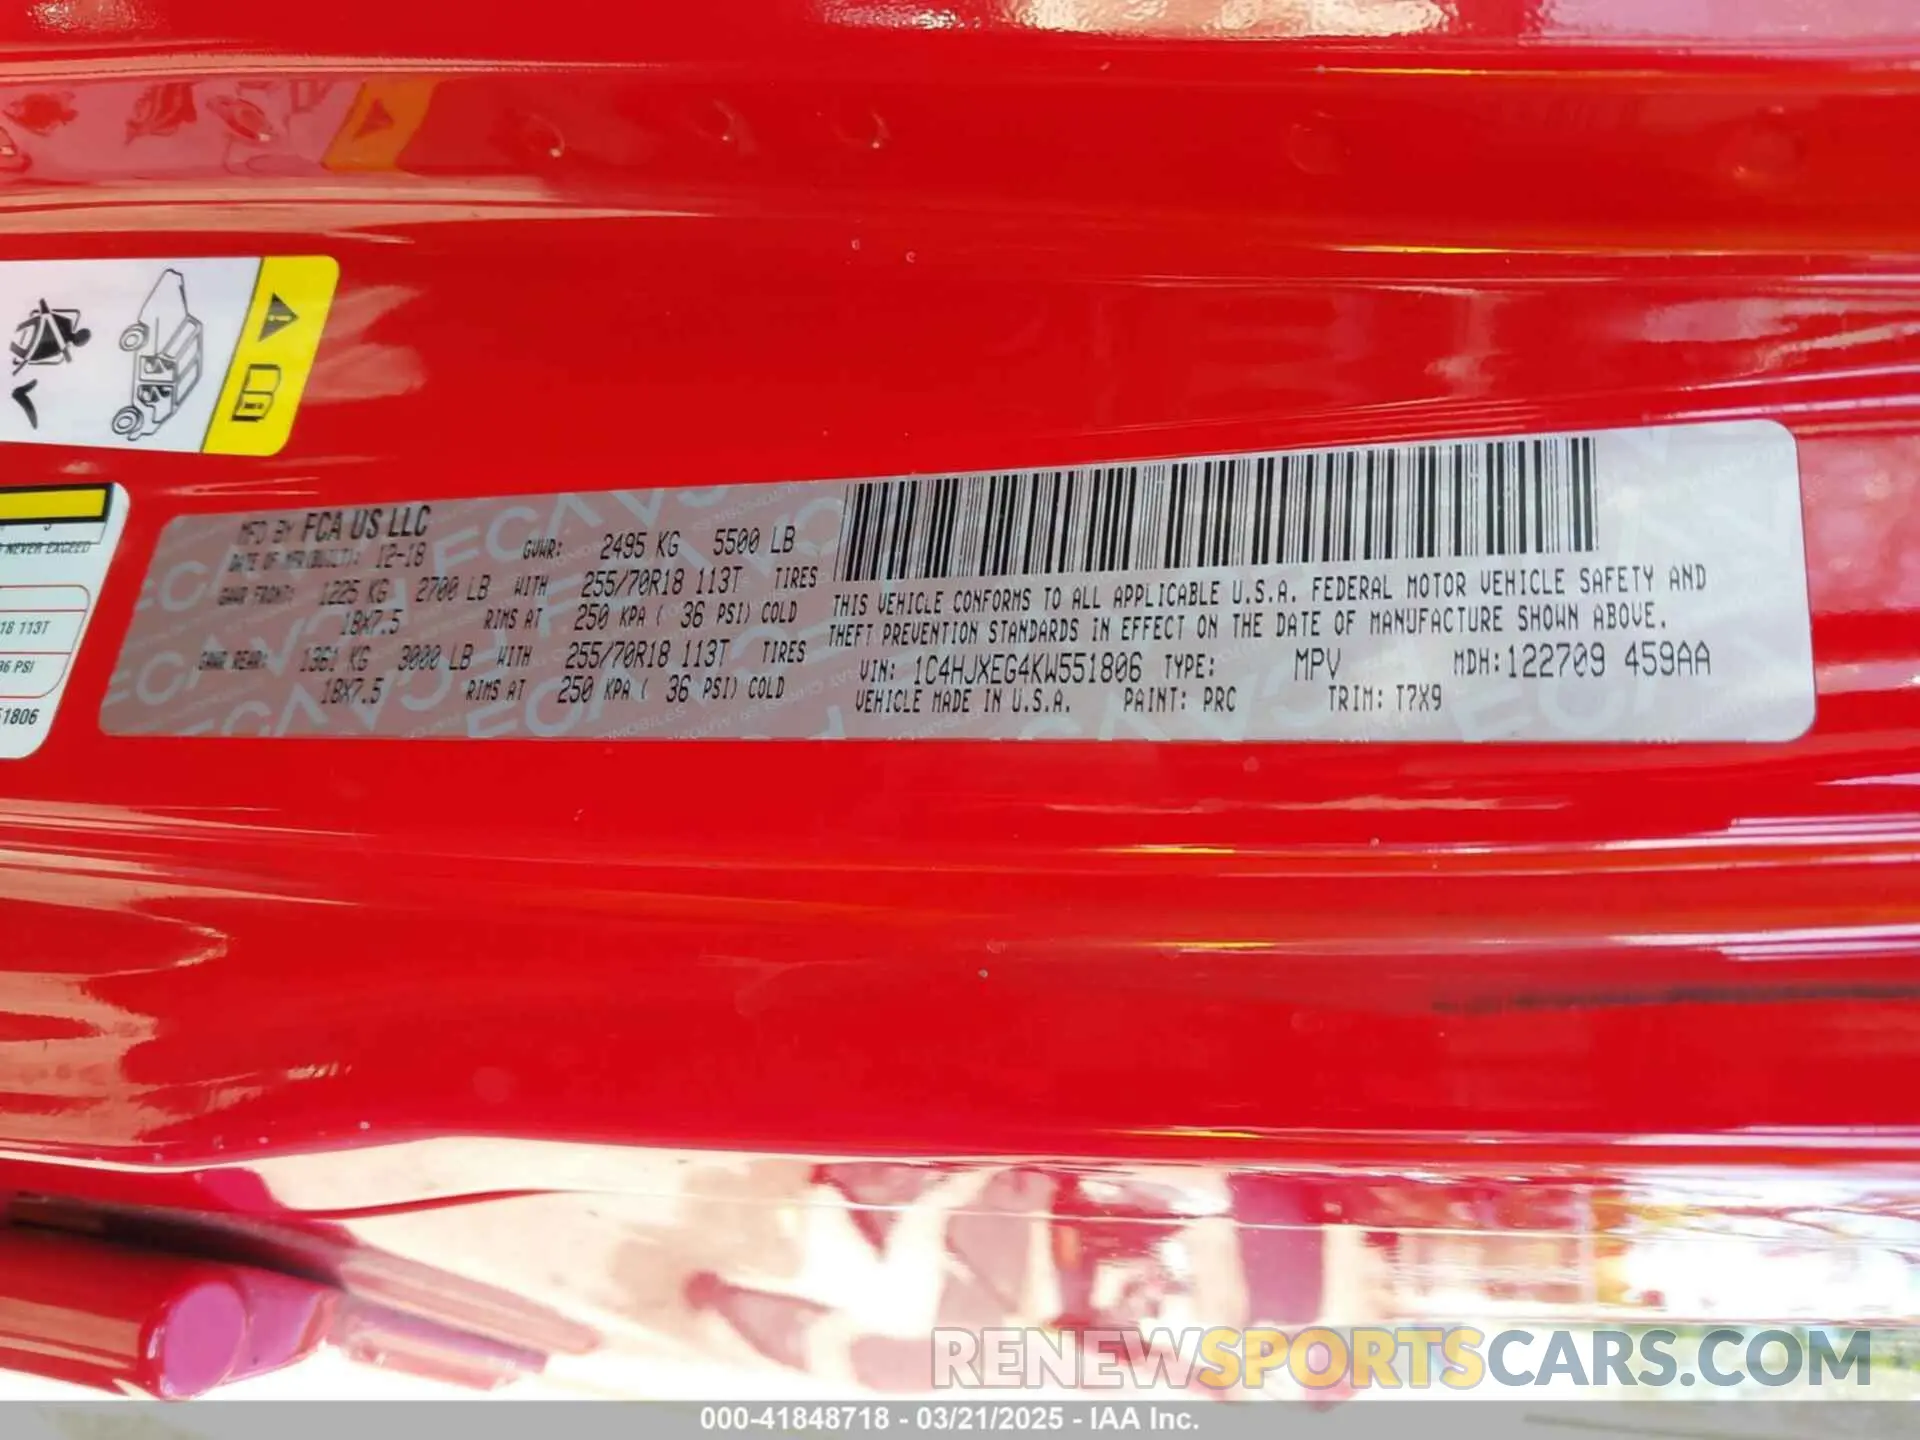 MFD BY FCA US LLC
DATE OF MFR(BUILT): 12-18 GVWR: 2495 KG 5500 LB
GAWR FRONT: 1225 KG 2700 LB WITH 255/70R18 113T TIRES
18X7.5 RIMS AT 250 KPA ( 36 PSI) COLD
GAWR REAR: 1361 KG 3000 LB WITH 255/70R18 113T TIRES
18X7.5 RIMS AT 250 KPA ( 36 PSI) COLD
THIS VEHICLE CONFORMS TO ALL APPLICABLE U.S.A. FEDERAL MOTOR VEHICLE SAFETY AND
THEFT PREVENTION STANDARDS IN EFFECT ON THE DATE OF MANUFACTURE SHOWN ABOVE.
VIN: 1C4HJXEG4KW551806 TYPE: MPV MDH:122709 459AA
VEHICLE MADE IN U.S.A. PAINT: PRC TRIM: T7X9
NEVER EXCEED
18 113T
36 PSI
51806
RENEWSPORTSCARS.COM
000-41848718 - 03/21/2025 - IAA Inc.